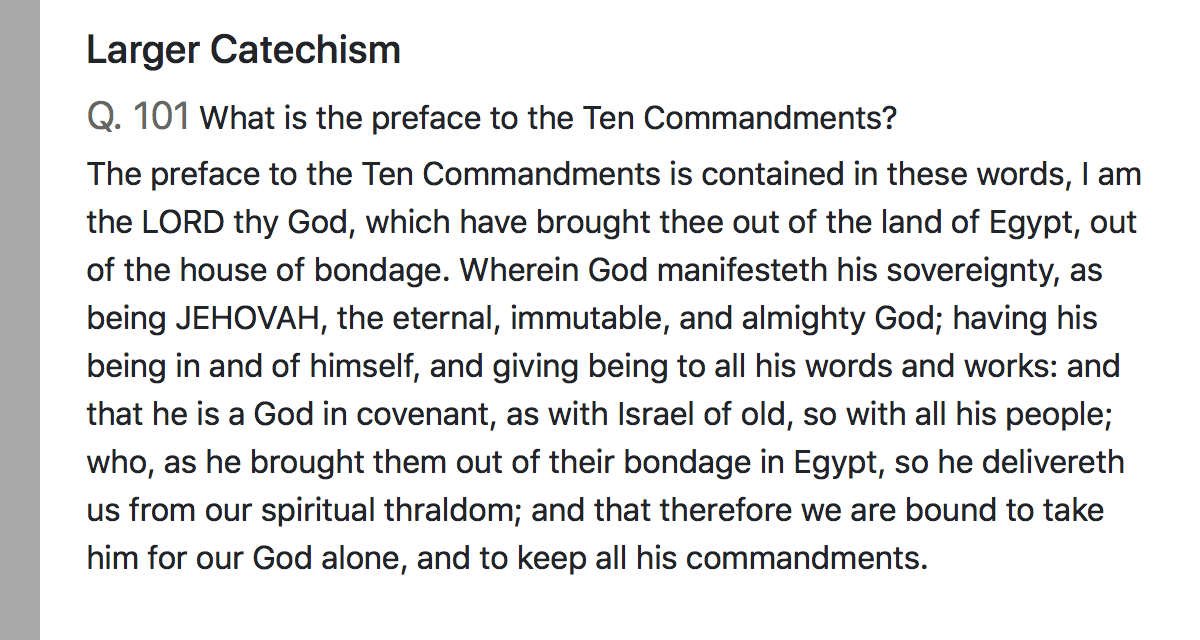 Larger Catechism
Q. 101 What is the preface to the Ten Commandments?
The preface to the Ten Commandments is contained in these words, I am
the LORD thy God, which have brought thee out of the land of Egypt, out
of the house of bondage. Wherein God manifesteth his sovereignty, as
being JEHOVAH, the eternal, immutable, and almighty God; having his
being in and of himself, and giving being to all his words and works: and
that he is a God in covenant, as with Israel of old, so with all his people;
who, as he brought them out of their bondage in Egypt, so he delivereth
us from our spiritual thraldom; and that therefore we are bound to take
him for our God alone, and to keep all his commandments.